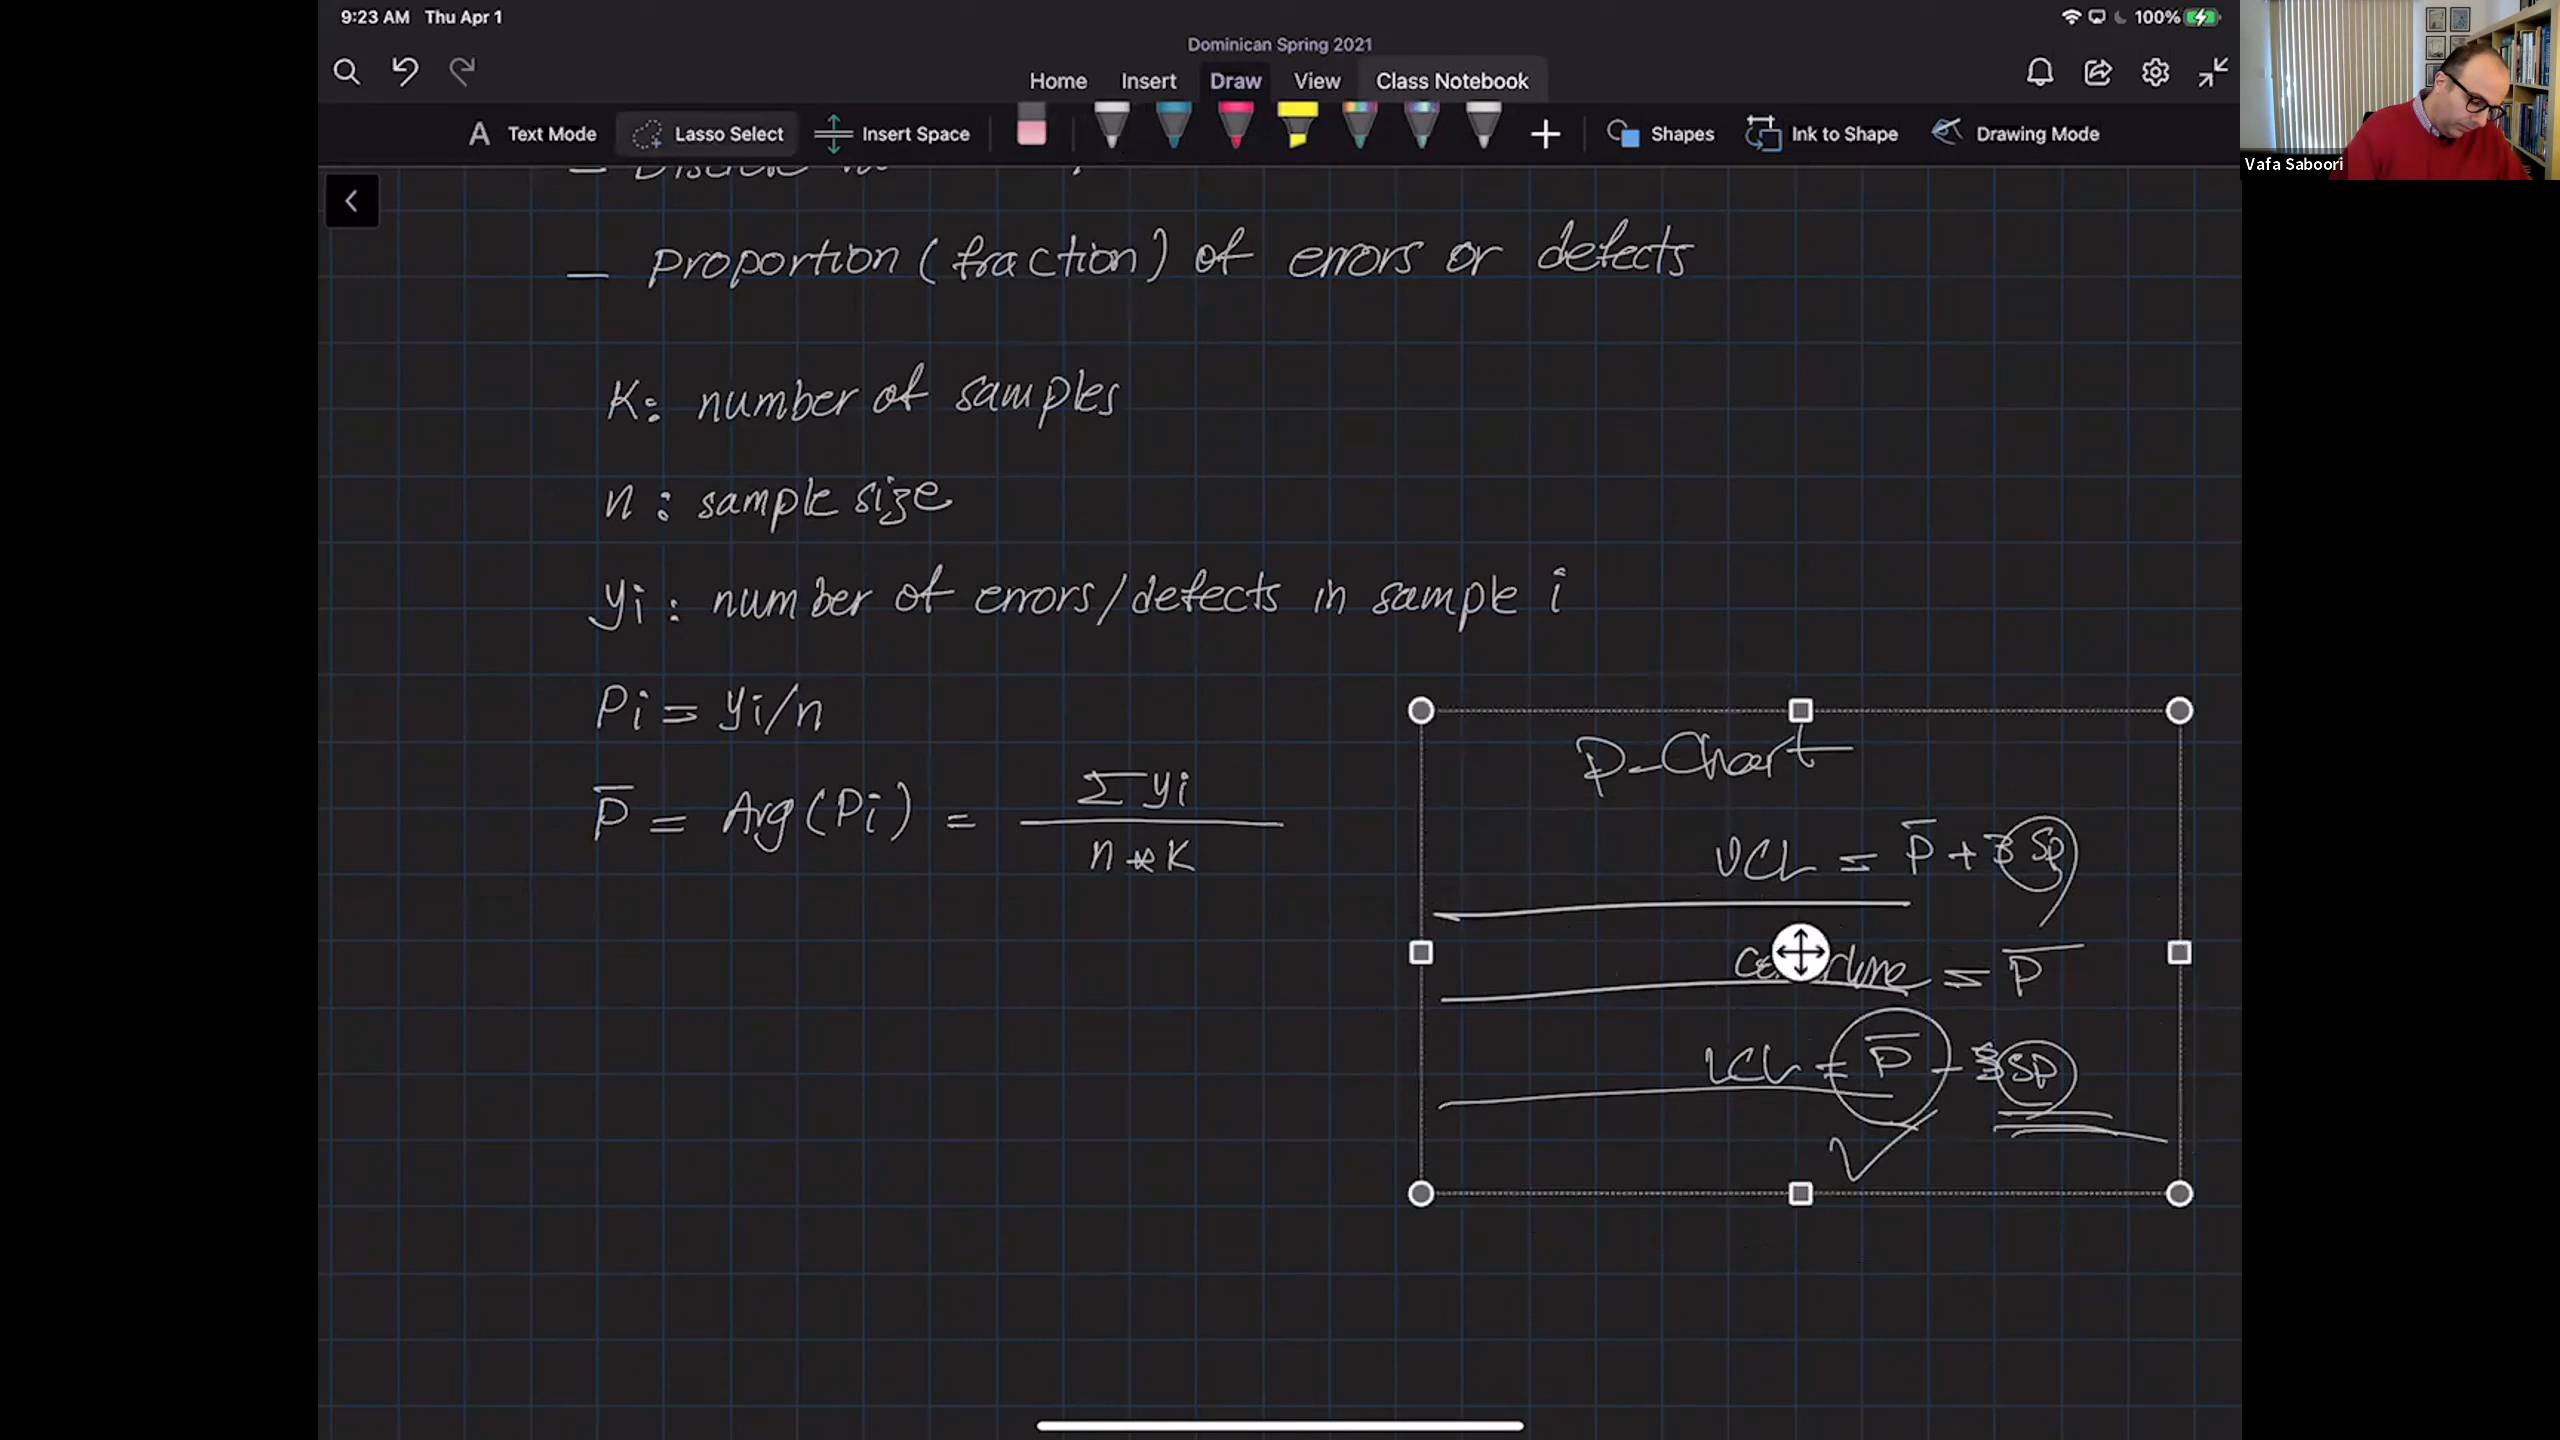 9:23 AM Thu Apr 1
100%
Dominican Spring 2021
Home Insert Draw View Class Notebook
Text Mode Lasso Select Insert Space Shapes Ink to Shape Drawing Mode
Vafa Saboori
– Discrete
– Proportion (fraction) of errors or defects
K: number of samples
n: sample size
yi: number of errors/defects in sample i
Pi = yi/n
P̄ = Avg(Pi) = Σyi / n*K
P-Chart
UCL = P̄ + 3 Sp
= P̄
LCL = P̄ - 3 Sp